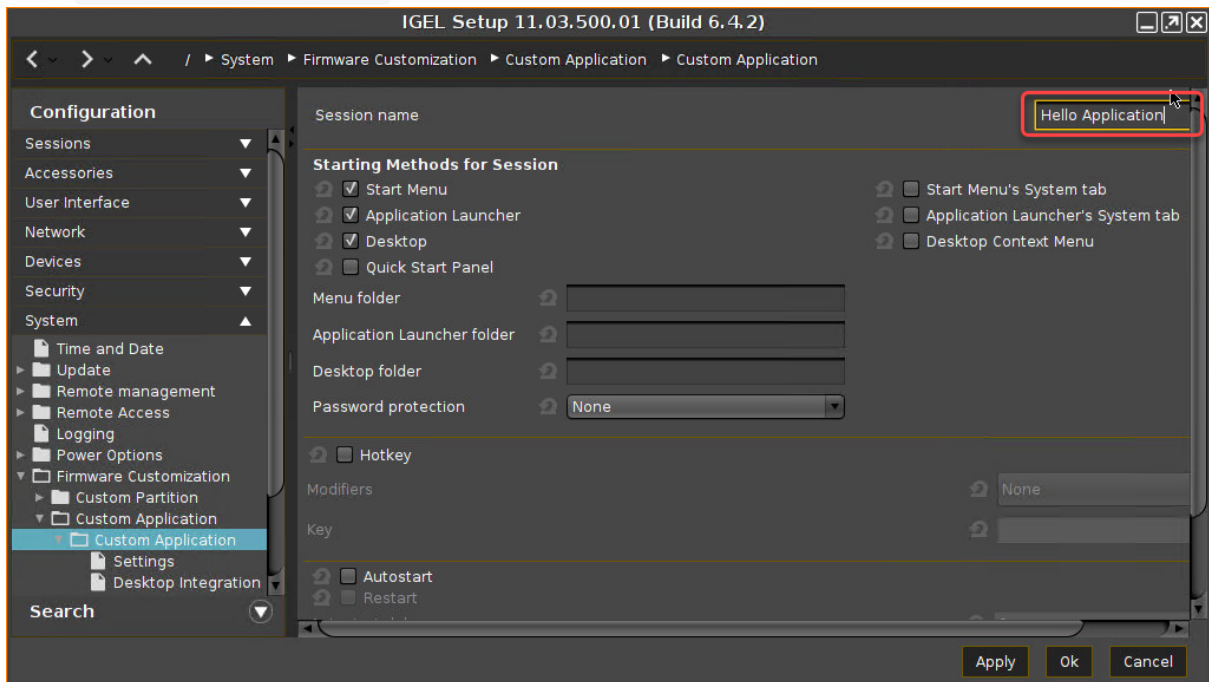 IGEL Setup 11.03.500.01 (Build 6.4.2)
/ System Firmware Customization Custom Application Custom Application
Configuration
Sessions
Accessories
User Interface
Network
Devices
Security
System
Time and Date
Update
Remote management
Remote Access
Logging
Power Options
Firmware Customization
Custom Partition
Custom Application
Custom Application
Settings
Desktop Integration
Search
Session name Hello Application
Starting Methods for Session
Start Menu Start Menu's System tab
Application Launcher Application Launcher's System tab
Desktop Desktop Context Menu
Quick Start Panel
Menu folder
Application Launcher folder
Desktop folder
Password protection None
Hotkey
Modifiers None
Key
Autostart
Restart
Apply Ok Cancel